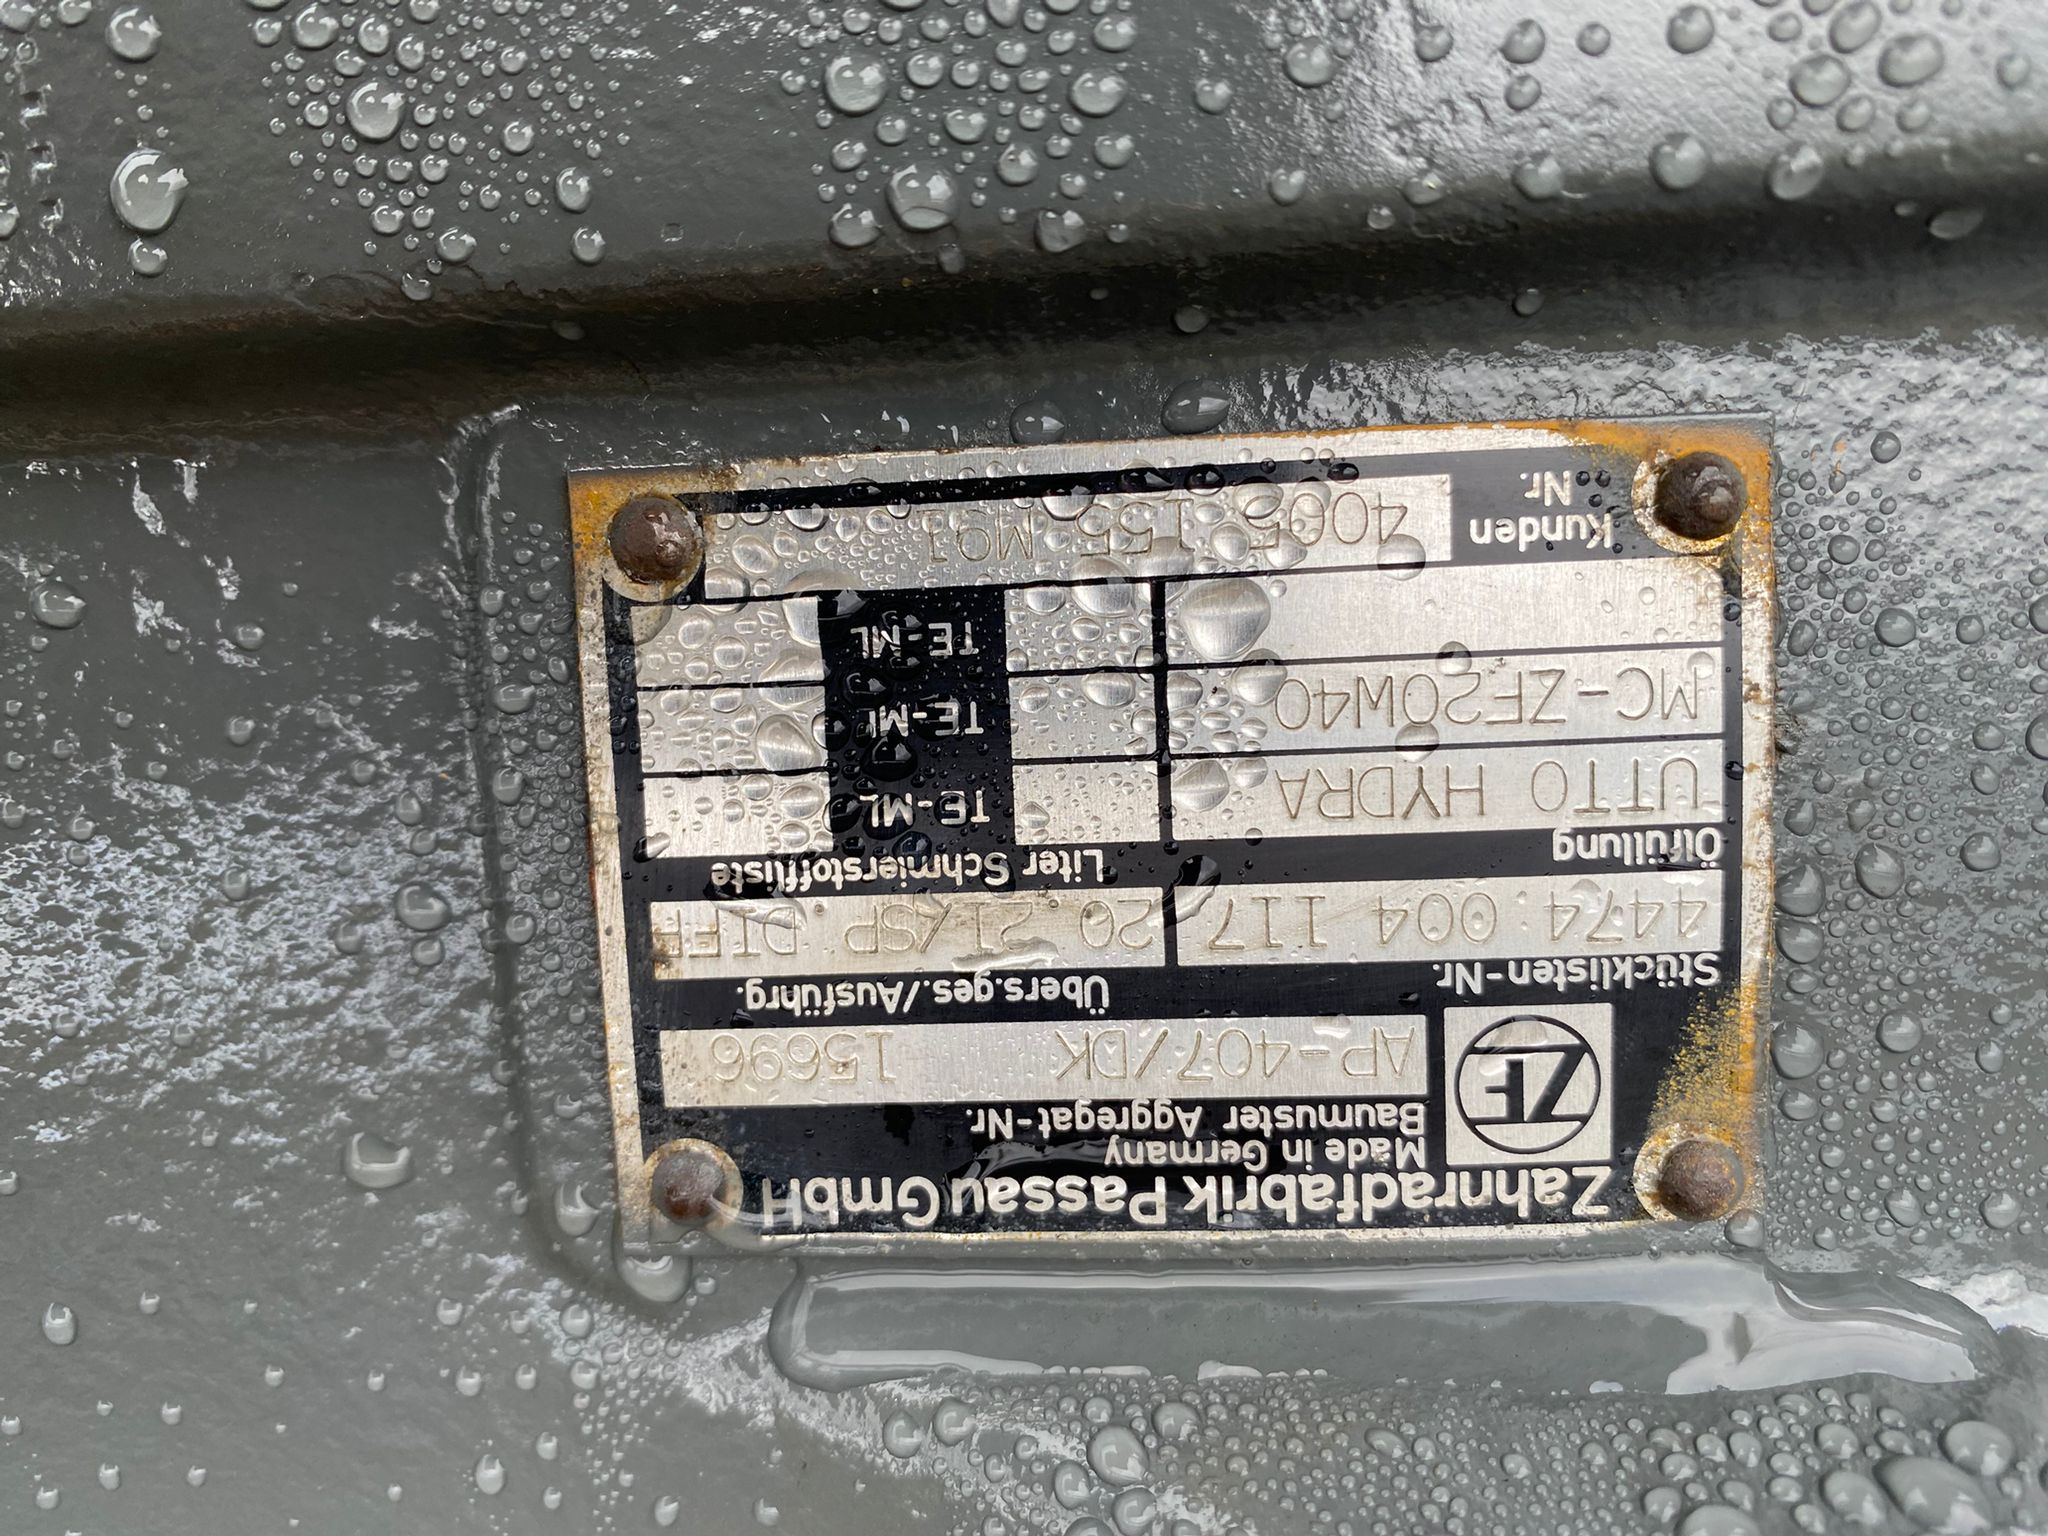 Zahnradfabrik Passau GmbH
ZF
Made in Germany
Baumuster Aggregat-Nr.
AP-407/DK 15696
Stücklisten-Nr. Übers.ges./Ausführg.
4474 004 117 20 21/SP DIFF
Ölfüllung Liter Schmierstoffliste
UTTO HYDRA TE-ML
MC-ZF20W40 TE-ML
TE-ML
Kunden
Nr. 4005 155 MQ1